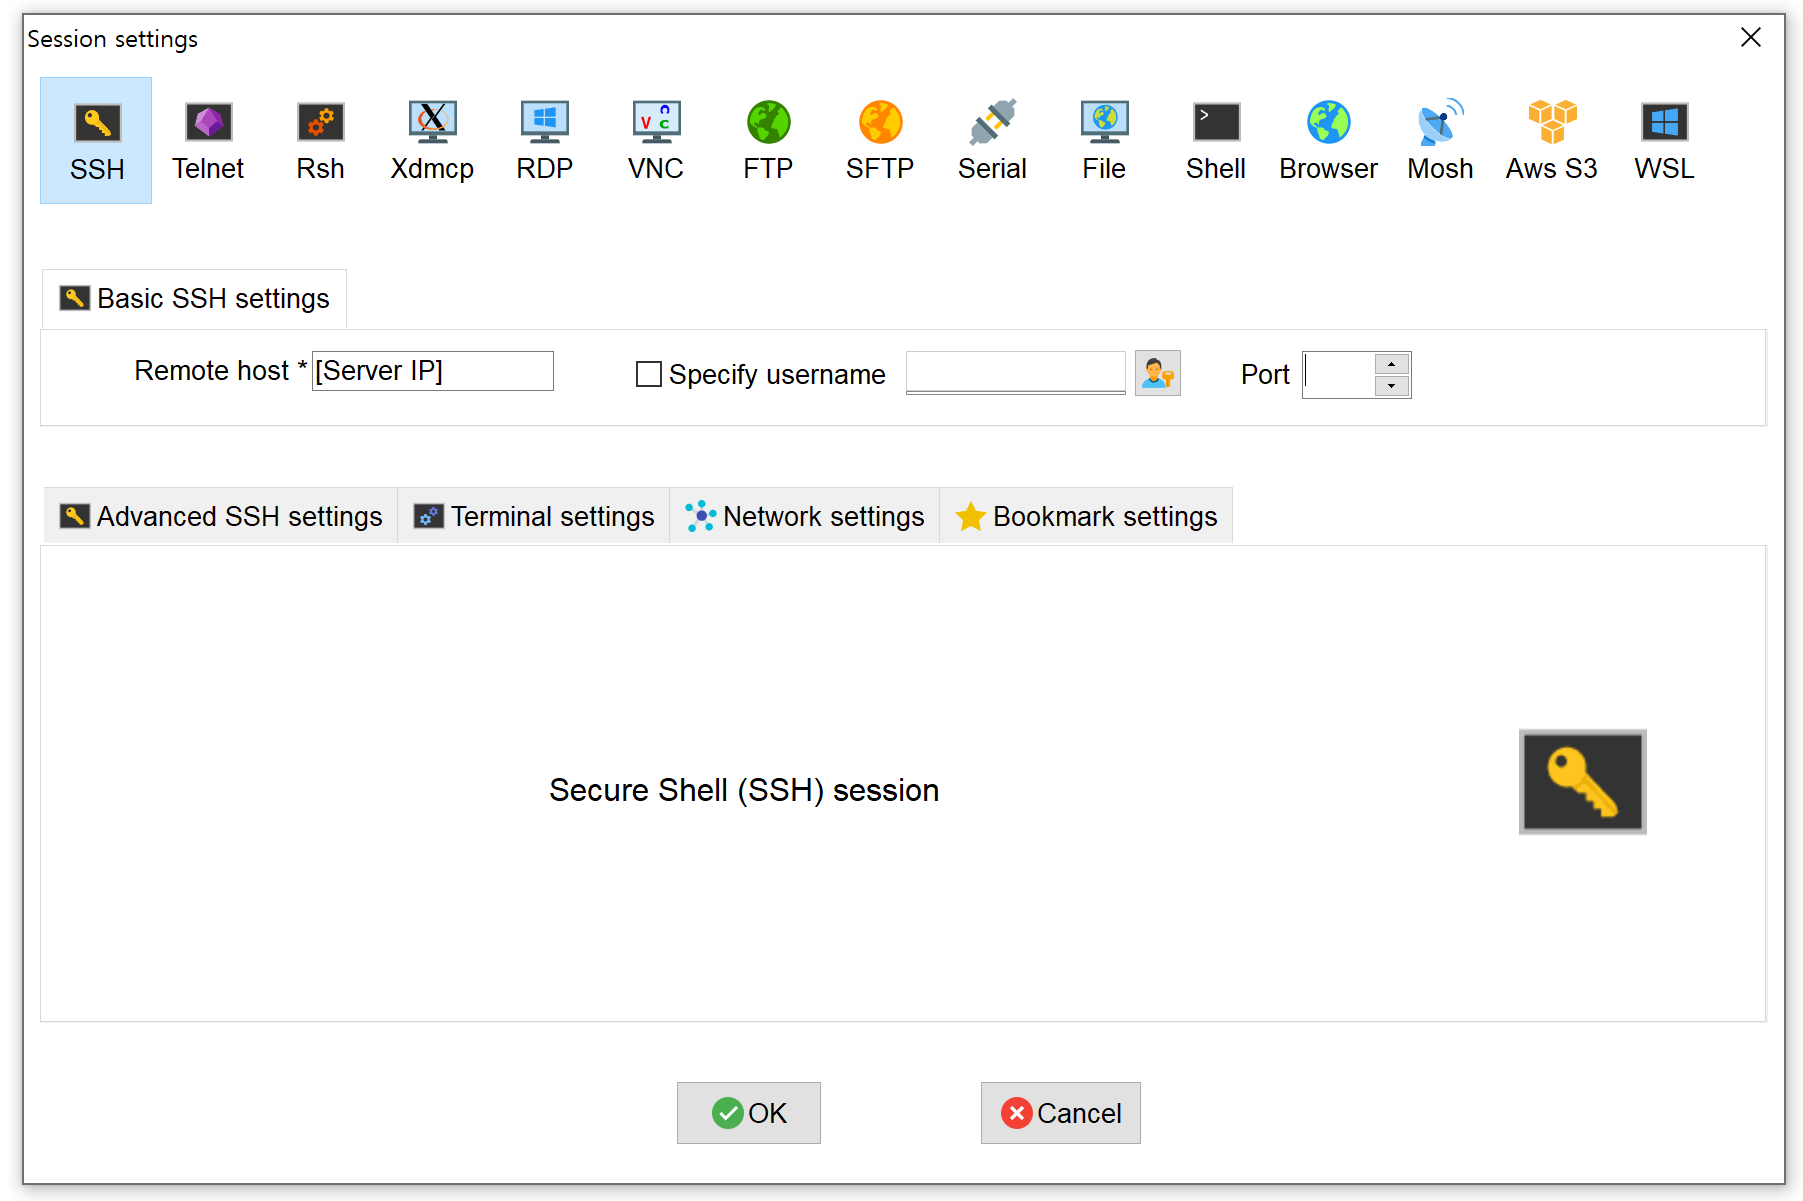 Session settings
SSH Telnet Rsh Xdmcp RDP VNC FTP SFTP Serial File Shell Browser Mosh Aws S3 WSL
Basic SSH settings
Remote host * [Server IP] Specify username Port
Advanced SSH settings Terminal settings Network settings Bookmark settings
Secure Shell (SSH) session
OK Cancel